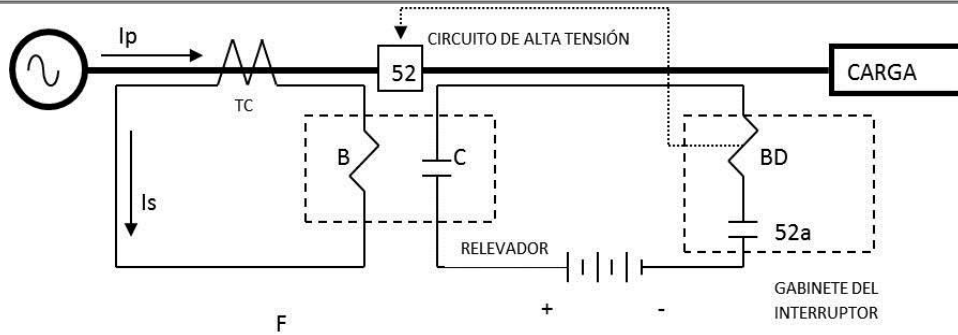 Ip
CIRCUITO DE ALTA TENSIÓN
52
CARGA
TC
B
C
BD
Is
52a
RELEVADOR
+ -
GABINETE DEL
INTERRUPTOR
F